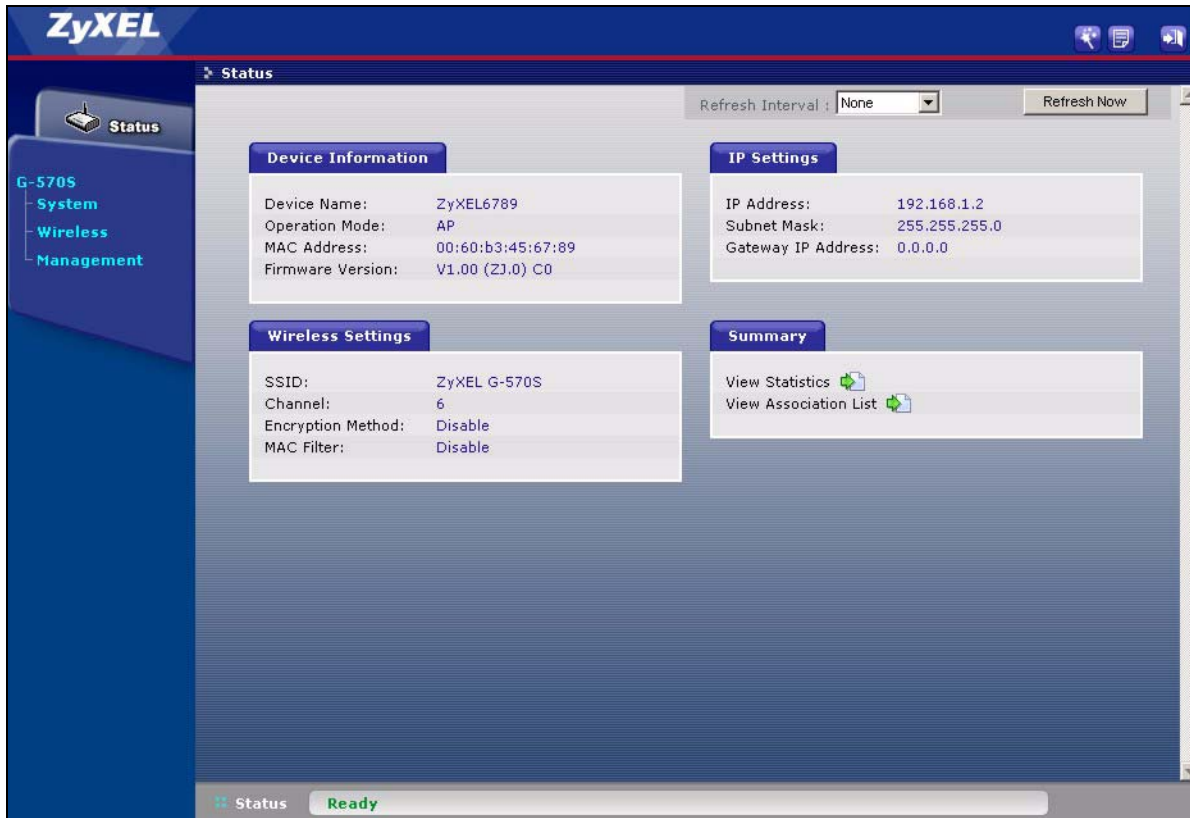 ZyXEL
Status
Refresh Interval : None Refresh Now
Status
G-570S
System
Wireless
Management
Device Information
Device Name: ZyXEL6789
Operation Mode: AP
MAC Address: 00:60:b3:45:67:89
Firmware Version: V1.00 (ZJ.0) C0
IP Settings
IP Address: 192.168.1.2
Subnet Mask: 255.255.255.0
Gateway IP Address: 0.0.0.0
Wireless Settings
SSID: ZyXEL G-570S
Channel: 6
Encryption Method: Disable
MAC Filter: Disable
Summary
View Statistics
View Association List
Status Ready